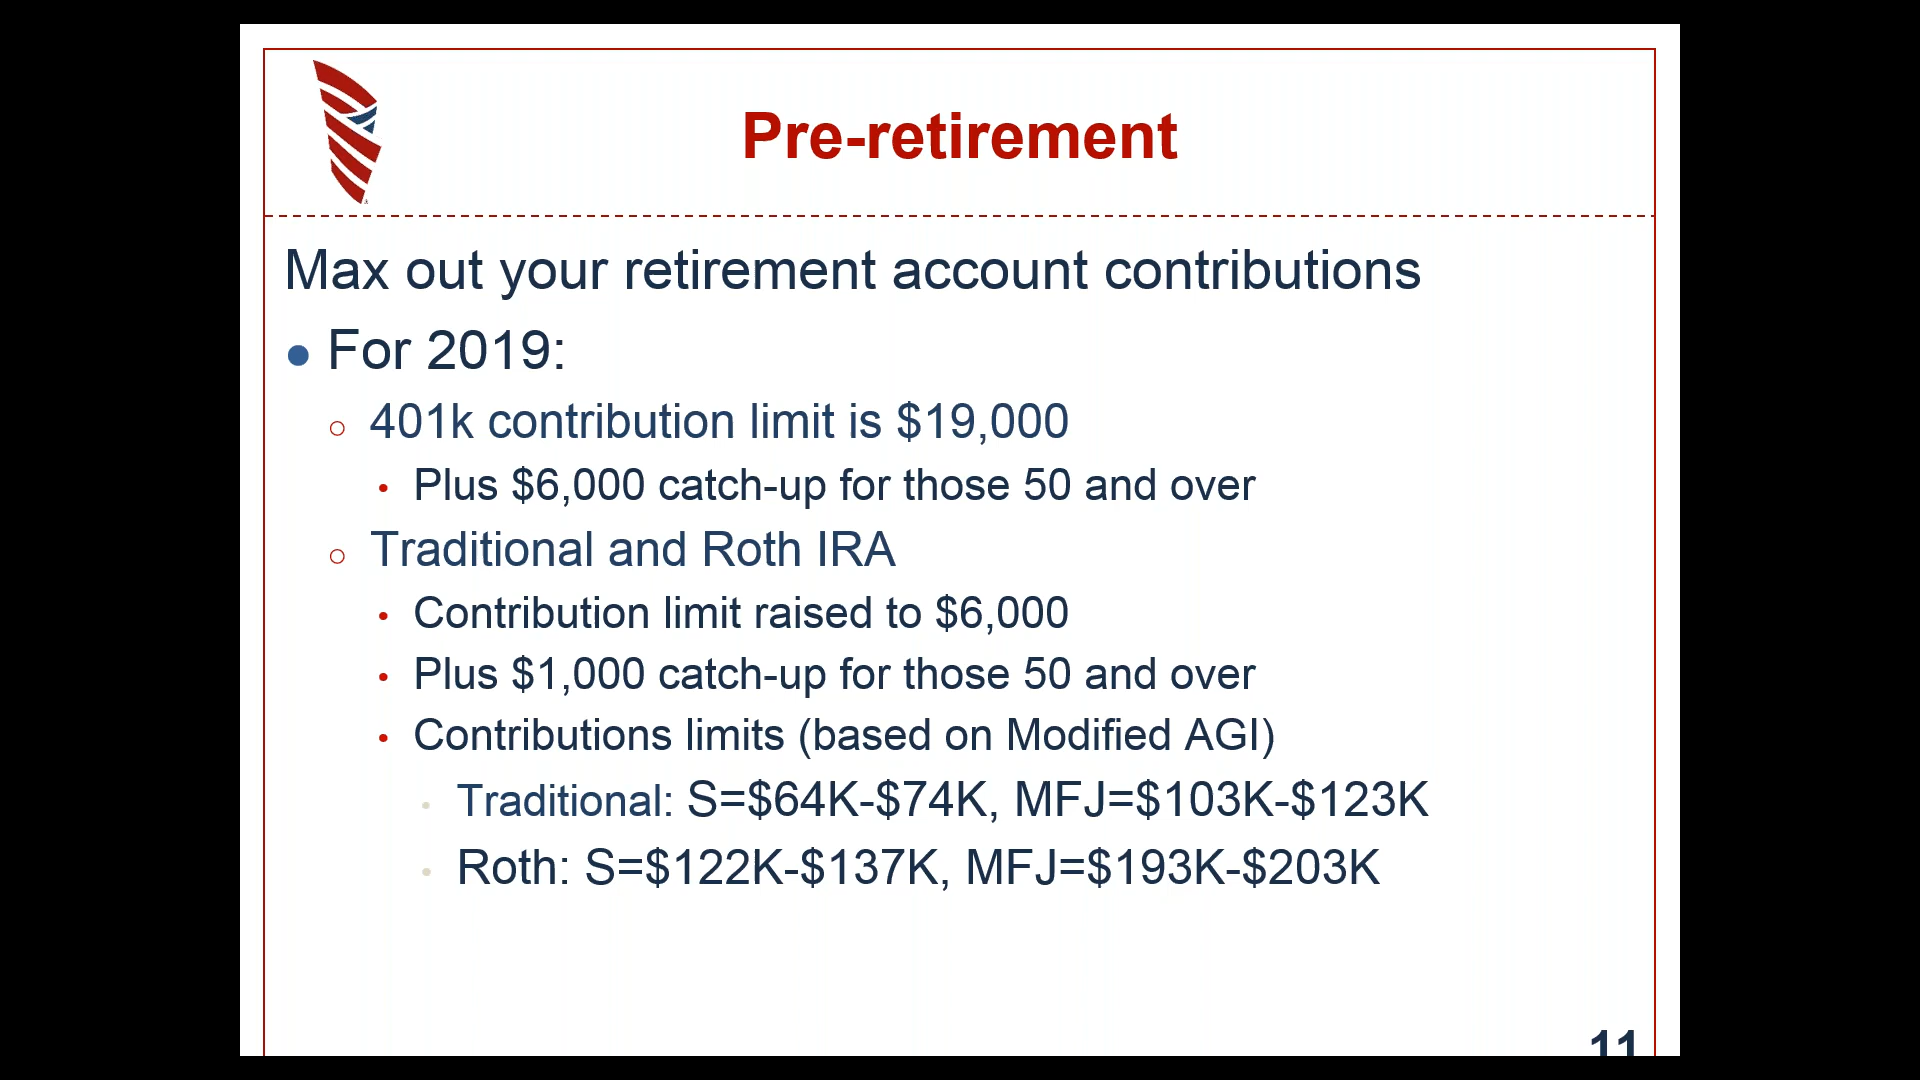 Pre-retirement
Max out your retirement account contributions
● For 2019:
○ 401k contribution limit is $19,000
• Plus $6,000 catch-up for those 50 and over
○ Traditional and Roth IRA
• Contribution limit raised to $6,000
• Plus $1,000 catch-up for those 50 and over
• Contributions limits (based on Modified AGI)
• Traditional: S=$64K-$74K, MFJ=$103K-$123K
• Roth: S=$122K-$137K, MFJ=$193K-$203K
11